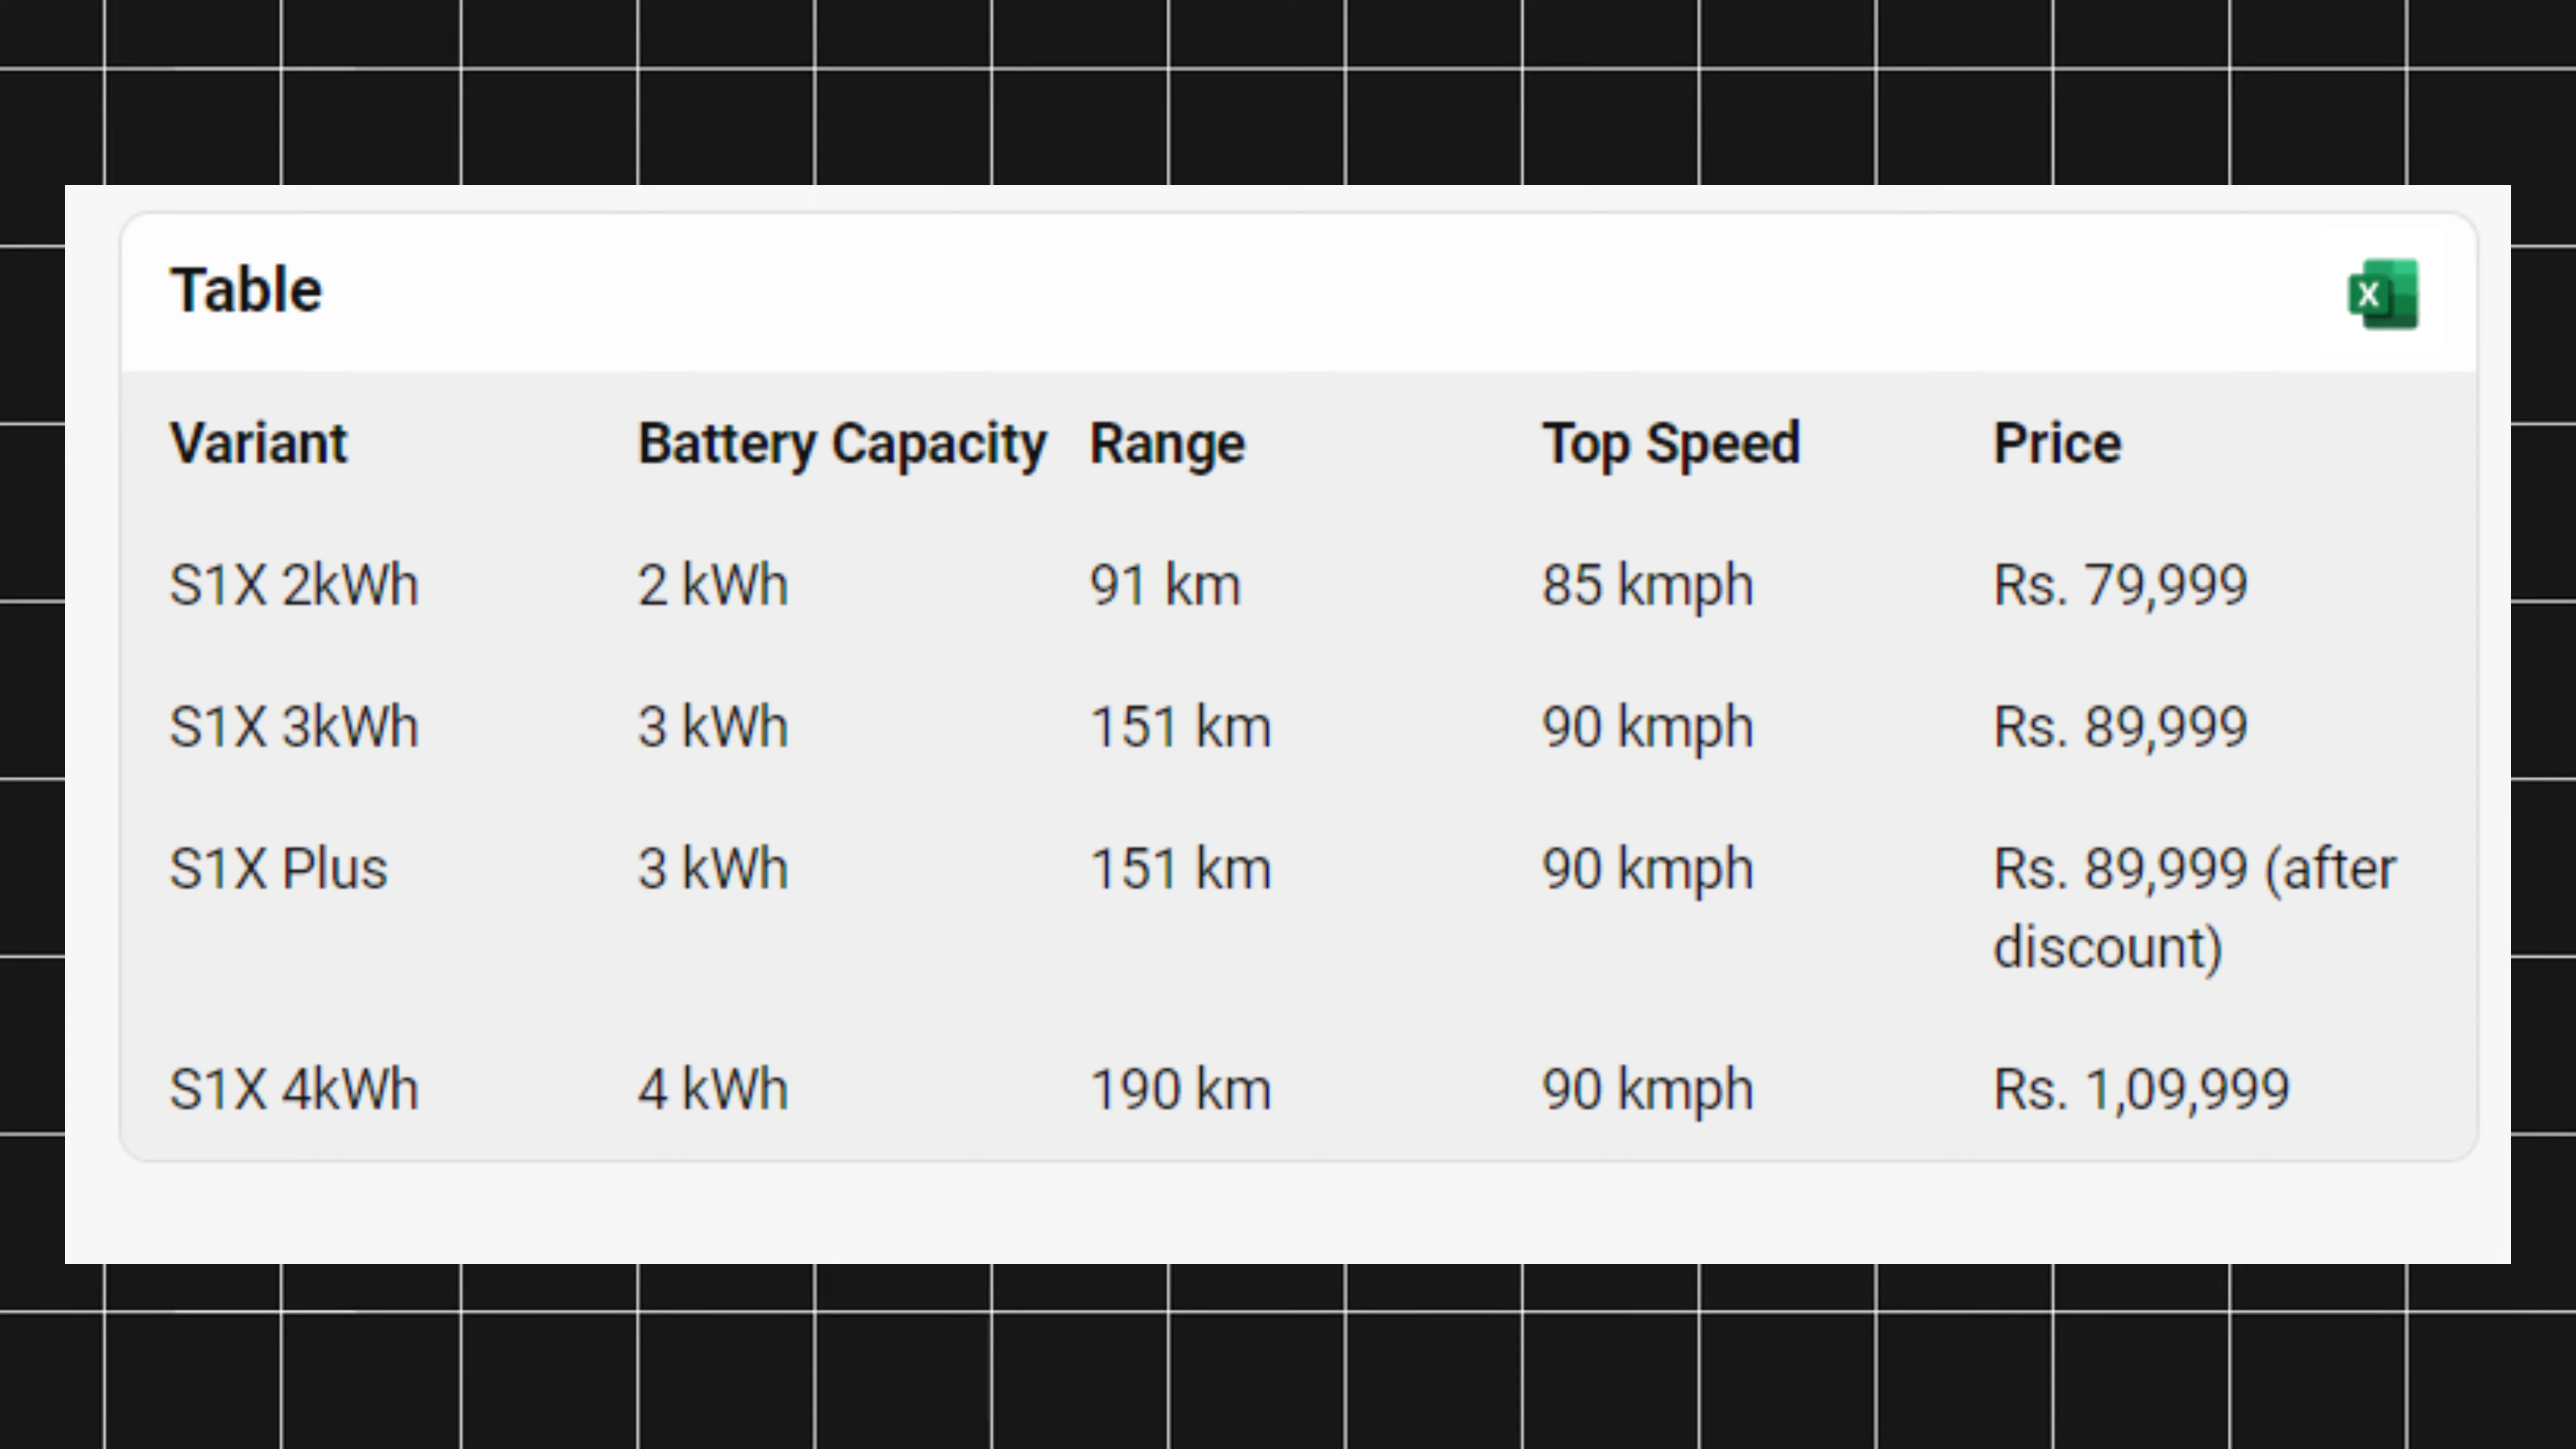 Table
X
Variant Battery Capacity Range Top Speed Price
S1X 2kWh 2 kWh 91 km 85 kmph Rs. 79,999
S1X 3kWh 3 kWh 151 km 90 kmph Rs. 89,999
S1X Plus 3 kWh 151 km 90 kmph Rs. 89,999 (after
discount)
S1X 4kWh 4 kWh 190 km 90 kmph Rs. 1,09,999